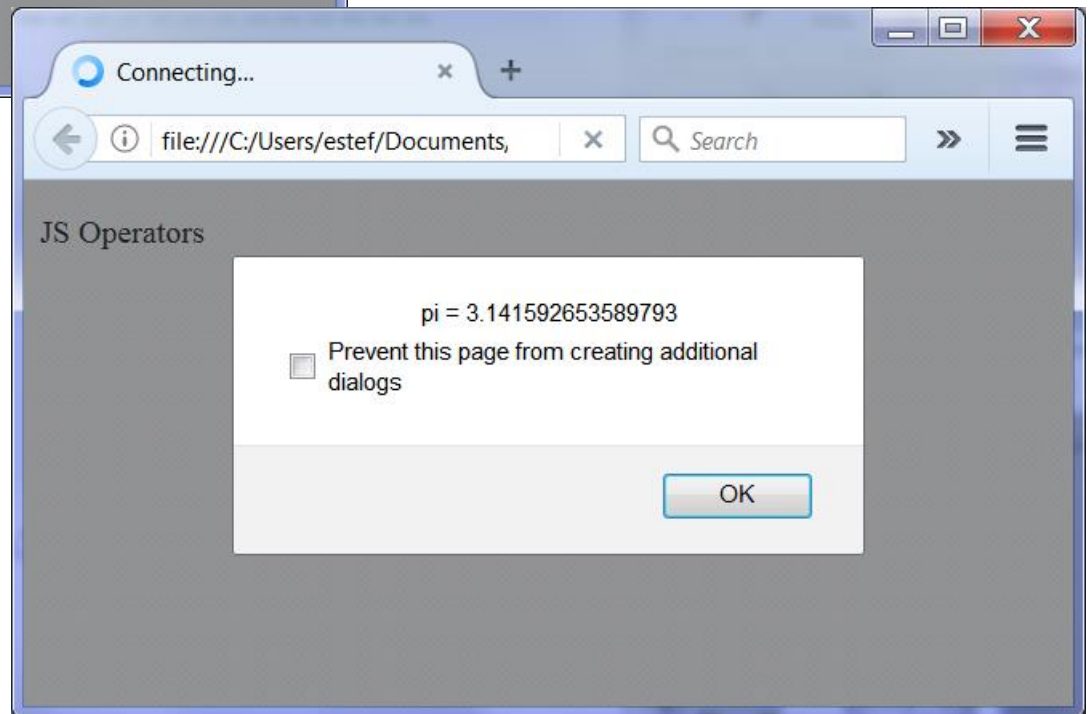 Connecting...
file:///C:/Users/estef/Documents,
Search
JS Operators
pi = 3.141592653589793
Prevent this page from creating additional
dialogs
OK